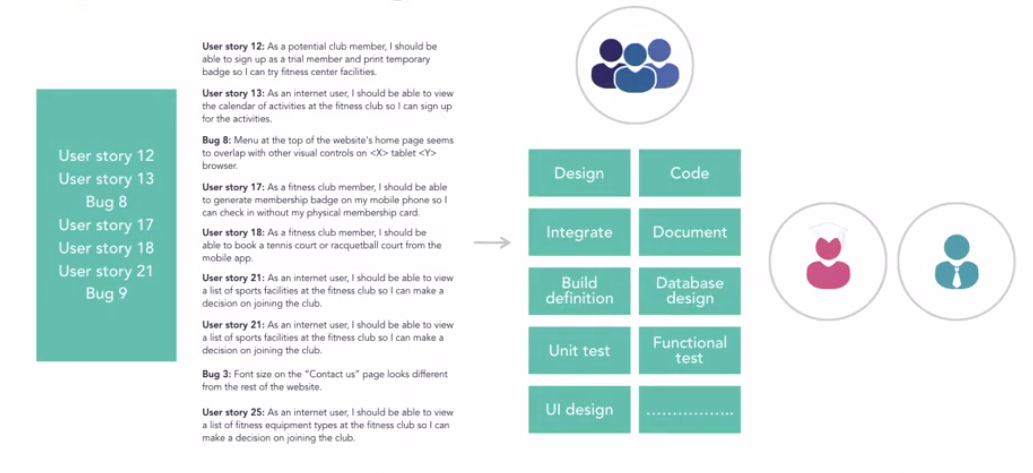 User story 12
User story 13
Bug 8
User story 17
User story 18
User story 21
Bug 9
User story 12: As a potential club member, I should be
able to sign up as a trial member and print temporary
badge so I can try fitness center facilities.
User story 13: As an internet user, I should be able to view
the calendar of activities at the fitness club so I can sign up
for the activities.
Bug 8: Menu at the top of the website's home page seems
to overlap with other visual controls on <X> tablet <Y>
browser.
User story 17: As a fitness club member, I should be able
to generate membership badge on my mobile phone so I
can check in without my physical membership card.
User story 18: As a fitness club member, I should be
able to book a tennis court or racquetball court from the
mobile app.
User story 21: As an internet user, I should be able to view
a list of sports facilities at the fitness club so I can make a
decision on joining the club.
User story 21: As an internet user, I should be able to view
a list of sports facilities at the fitness club so I can make a
decision on joining the club.
Bug 3: Font size on the “Contact us” page looks different
from the rest of the website.
User story 25: As an internet user, I should be able to view
a list of fitness equipment types at the fitness club so I can
make a decision on joining the club.
Design
Code
Integrate
Document
Build
definition
Database
design
Unit test
Functional
test
UI design
.................